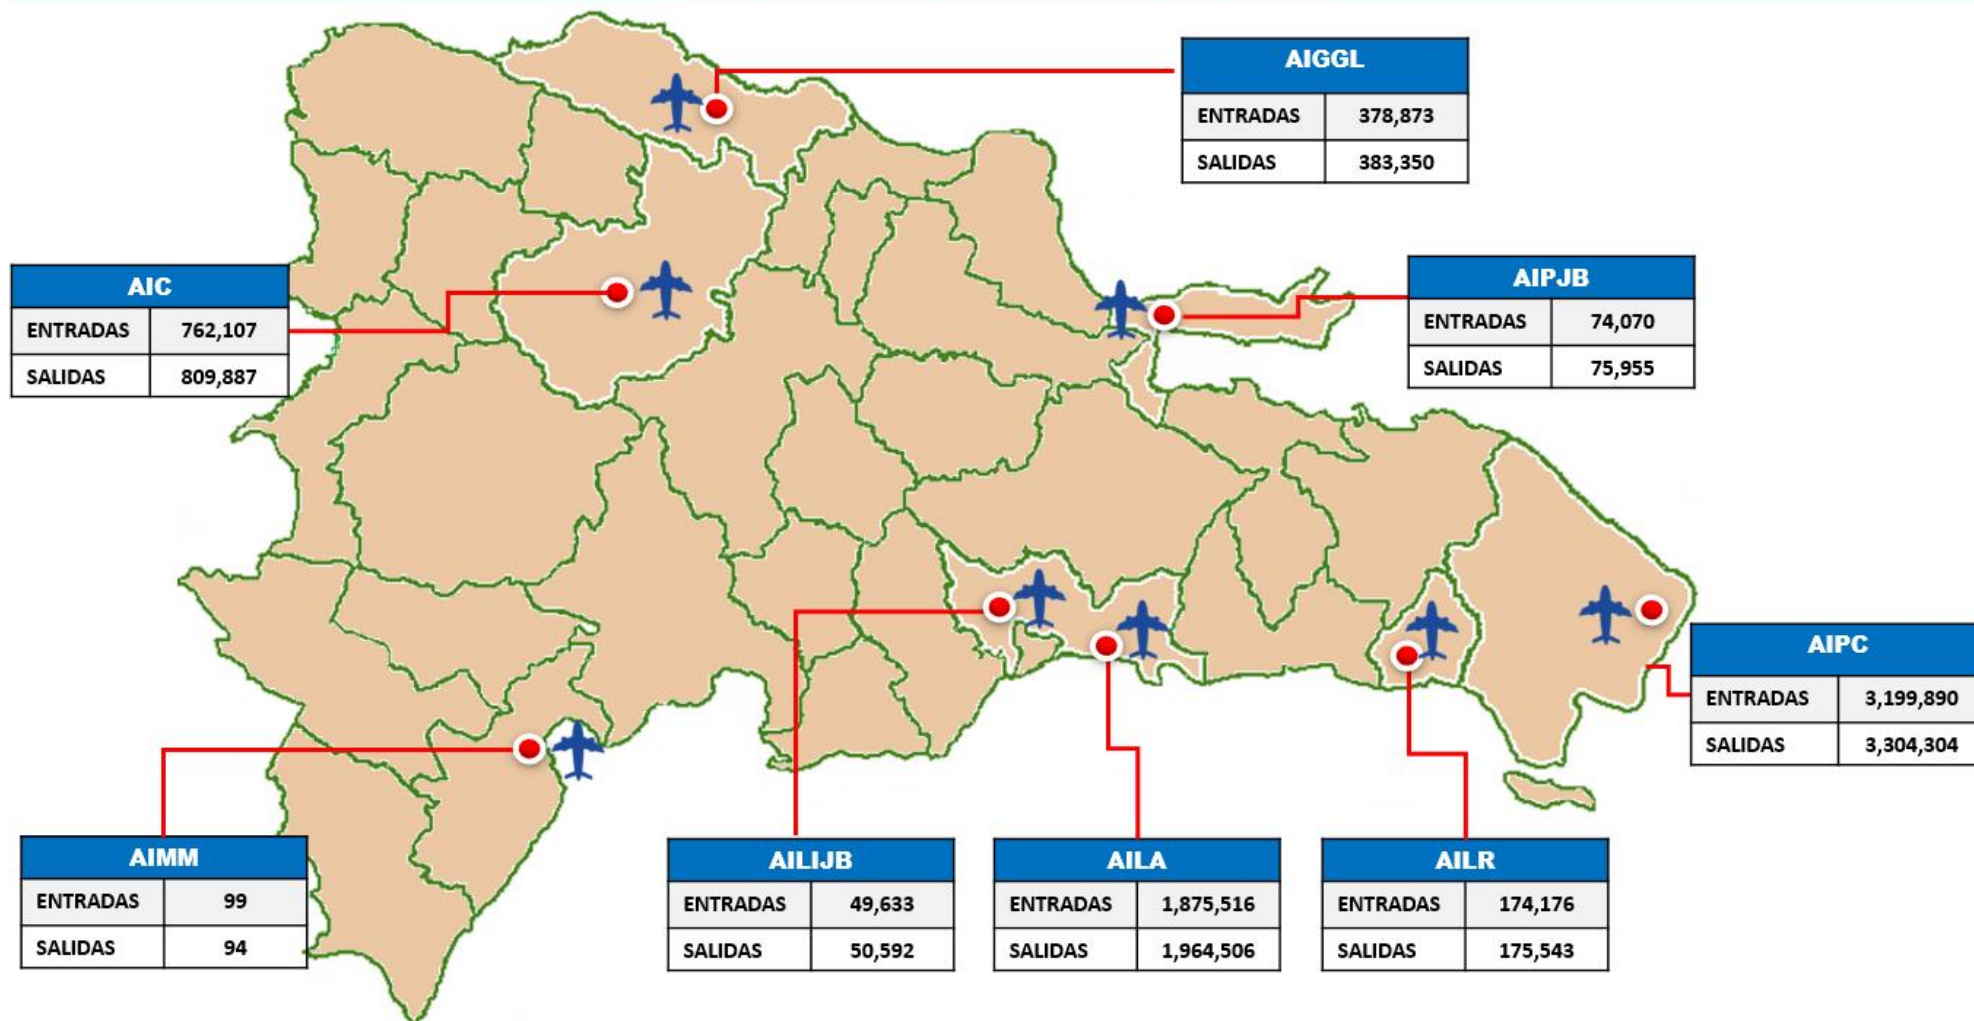 AIGGL
ENTRADAS 378,873
SALIDAS 383,350
AIC
ENTRADAS 762,107
SALIDAS 809,887
AIPJB
ENTRADAS 74,070
SALIDAS 75,955
AIPC
ENTRADAS 3,199,890
SALIDAS 3,304,304
AIMM
ENTRADAS 99
SALIDAS 94
AILIJB
ENTRADAS 49,633
SALIDAS 50,592
AILA
ENTRADAS 1,875,516
SALIDAS 1,964,506
AILR
ENTRADAS 174,176
SALIDAS 175,543